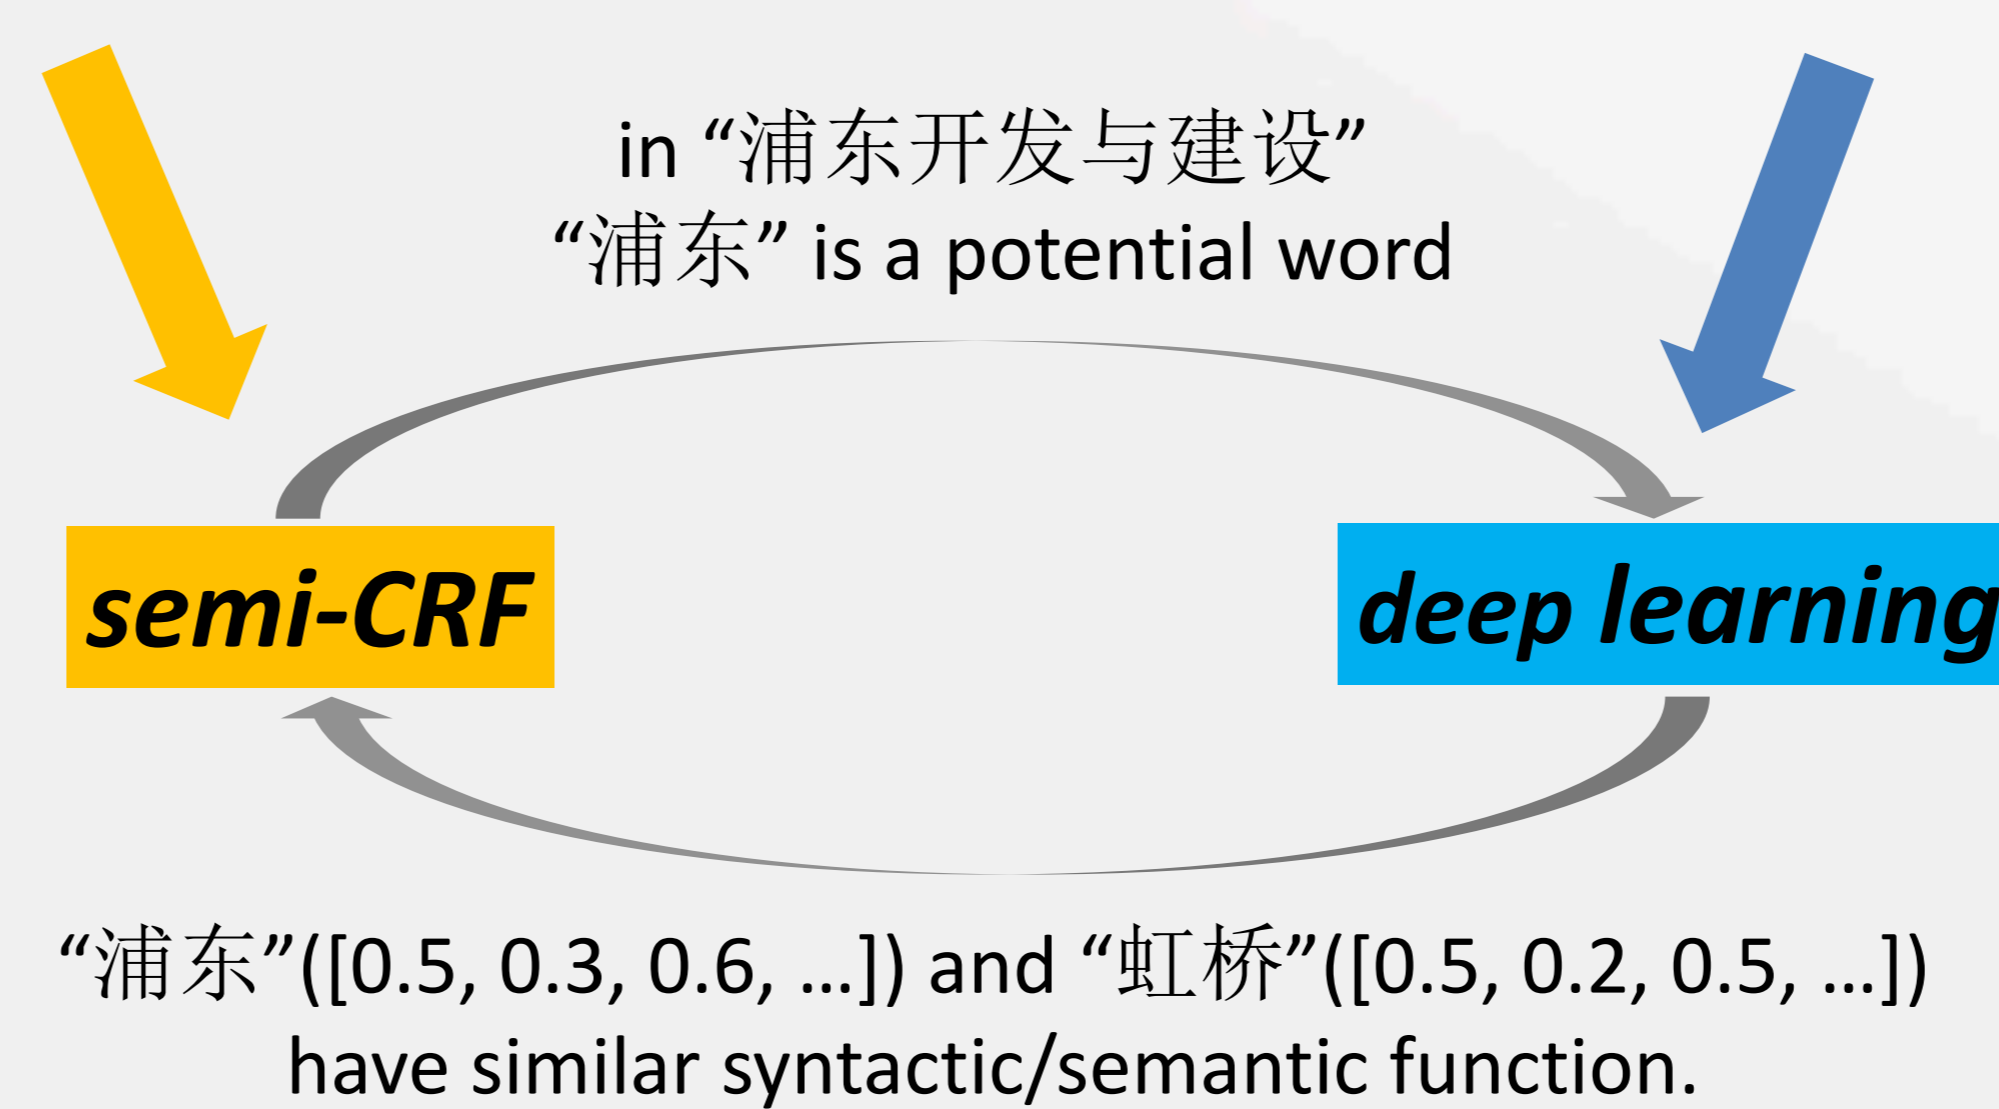 in “浦东开发与建设”
“浦东” is a potential word
semi-CRF
deep learning
“浦东”([0.5, 0.3, 0.6, …]) and “虹桥”([0.5, 0.2, 0.5, …])
have similar syntactic/semantic function.